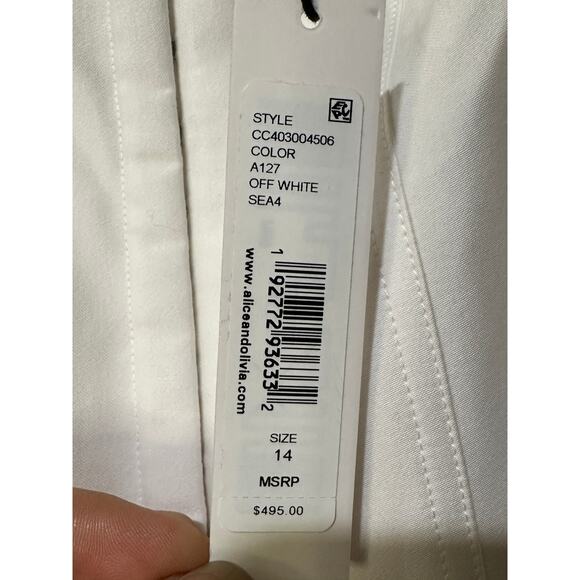 STYLE
CC403004506
COLOR
A127
OFF WHITE
SEA4
1 92772 93633 2
www.aliceandolivia.com
SIZE
14
MSRP
$495.00